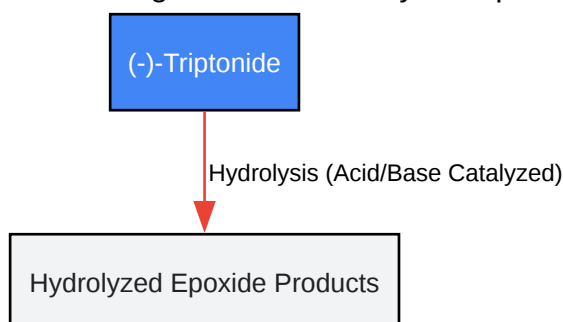 (-)-Triptonide
Hydrolysis (Acid/Base Catalyzed)
Hydrolyzed Epoxide Products